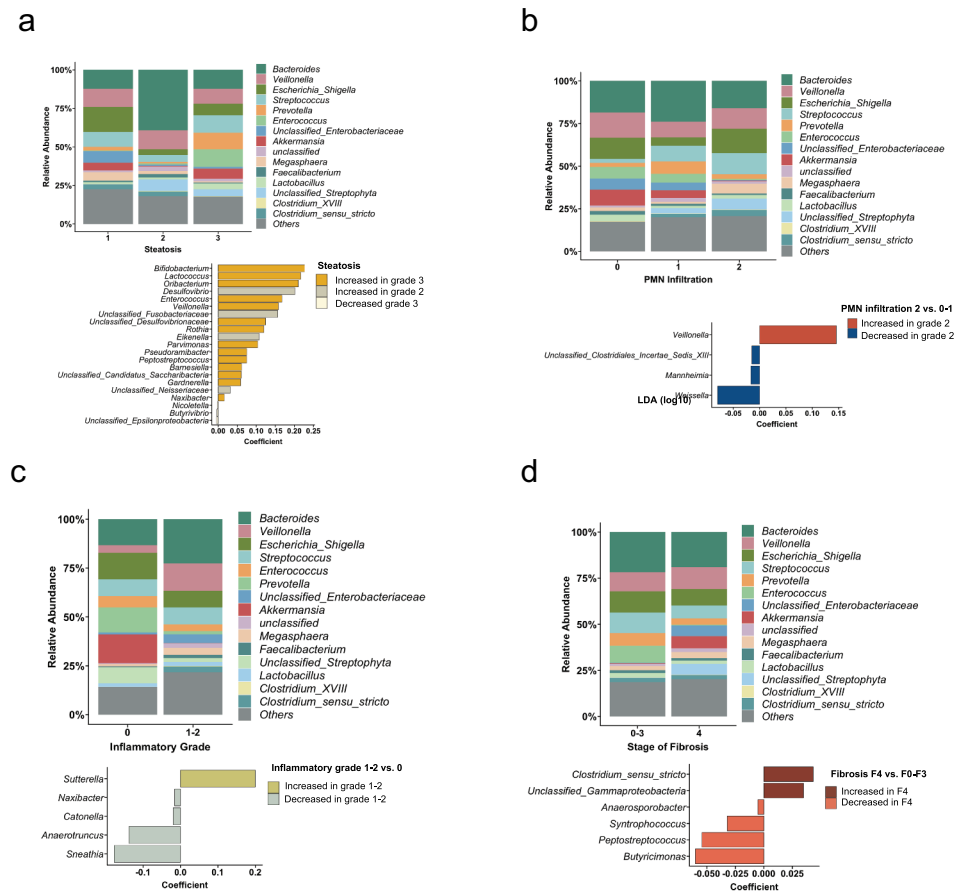 a
100%
75%
50%
25%
0%
Relative Abundance
1 2 3
Steatosis
Bacteroides
Veillonella
Escherichia_Shigella
Streptococcus
Prevotella
Enterococcus
Unclassified_Enterobacteriaceae
Akkermansia
unclassified
Megasphaera
Faecalibacterium
Lactobacillus
Unclassified_Streptophyta
Clostridium_XVIII
Clostridium_sensu_stricto
Others
Bifidobacterium
Lactococcus
Oribacterium
Desulfovibrio
Enterococcus
Veillonella
Unclassified_Fusobacteriaceae
Unclassified_Desulfovibrionaceae
Rothia
Eikenella
Parvimonas
Pseudoramibacter
Peptostreptococcus
Barnesiella
Unclassified_Candidatus_Saccharibacteria
Gardnerella
Unclassified_Neisseriaceae
Naxibacter
Nicoletella
Butyrivibrio
Unclassified_Epsilonproteobacteria
0.00 0.05 0.10 0.15 0.20 0.25
Coefficient
Steatosis
Increased in grade 3
Increased in grade 2
Decreased grade 3
b
100%
75%
50%
25%
0%
Relative Abundance
0 1 2
PMN Infiltration
Bacteroides
Veillonella
Escherichia_Shigella
Streptococcus
Prevotella
Enterococcus
Unclassified_Enterobacteriaceae
Akkermansia
unclassified
Megasphaera
Faecalibacterium
Lactobacillus
Unclassified_Streptophyta
Clostridium_XVIII
Clostridium_sensu_stricto
Others
PMN infiltration 2 vs. 0-1
Increased in grade 2
Decreased in grade 2
Veillonella
Unclassified_Clostridiales_Incertae_Sedis_XIII
Mannheimia
Weissella
LDA (log10)
-0.05 0.00 0.05 0.10 0.15
Coefficient
c
100%
75%
50%
25%
0%
Relative Abundance
0 1-2
Inflammatory Grade
Bacteroides
Veillonella
Escherichia_Shigella
Streptococcus
Enterococcus
Prevotella
Unclassified_Enterobacteriaceae
Akkermansia
unclassified
Megasphaera
Faecalibacterium
Unclassified_Streptophyta
Lactobacillus
Clostridium_XVIII
Clostridium_sensu_stricto
Others
Inflammatory grade 1-2 vs. 0
Increased in grade 1-2
Decreased in grade 1-2
Sutterella
Naxibacter
Catonella
Anaerotruncus
Sneathia
-0.1 0.0 0.1 0.2
Coefficient
d
100%
75%
50%
25%
0%
Relative Abundance
0-3 4
Stage of Fibrosis
Bacteroides
Veillonella
Escherichia_Shigella
Streptococcus
Prevotella
Enterococcus
Unclassified_Enterobacteriaceae
Akkermansia
unclassified
Megasphaera
Faecalibacterium
Lactobacillus
Unclassified_Streptophyta
Clostridium_XVIII
Clostridium_sensu_stricto
Others
Fibrosis F4 vs. F0-F3
Increased in F4
Decreased in F4
Clostridium_sensu_stricto
Unclassified_Gammaproteobacteria
Anaerosporobacter
Syntrophococcus
Peptostreptococcus
Butyricimonas
-0.050 -0.025 0.000 0.025
Coefficient